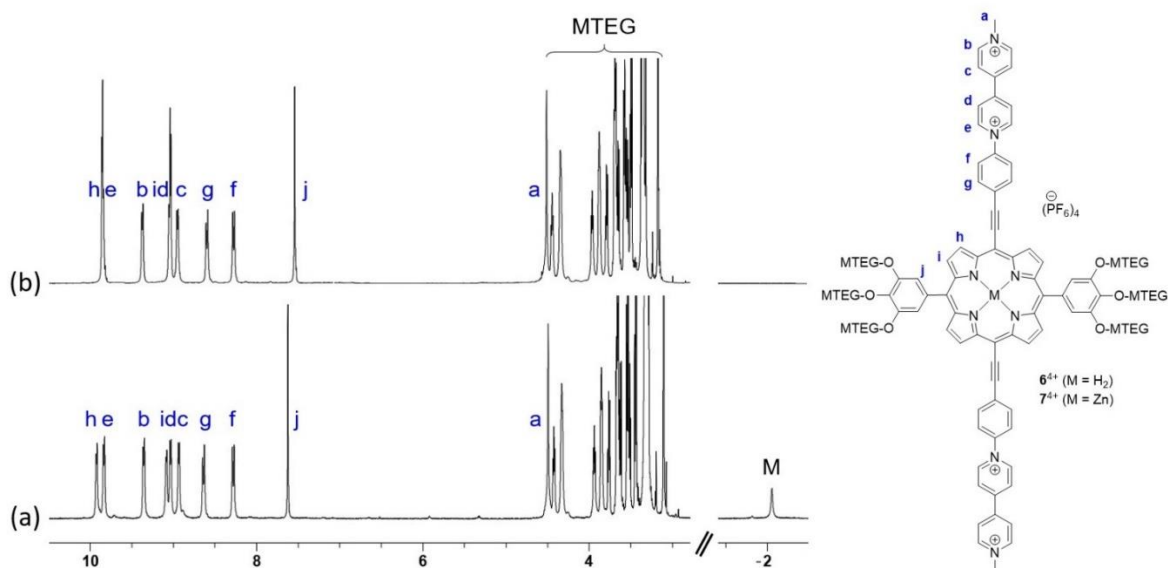 MTEG
(b)
h e b id c g f j a
h e b id c g f j a M
(a)
10 8 6 4 -2
a
b
N
+
c
d
e
N
+
f
g
⊖
(PF6)4
h
i
MTEG-O j O-MTEG
MTEG-O N N O-MTEG
M
MTEG-O N N O-MTEG
6⁴⁺ (M = H₂)
7⁴⁺ (M = Zn)
N
+
N
+